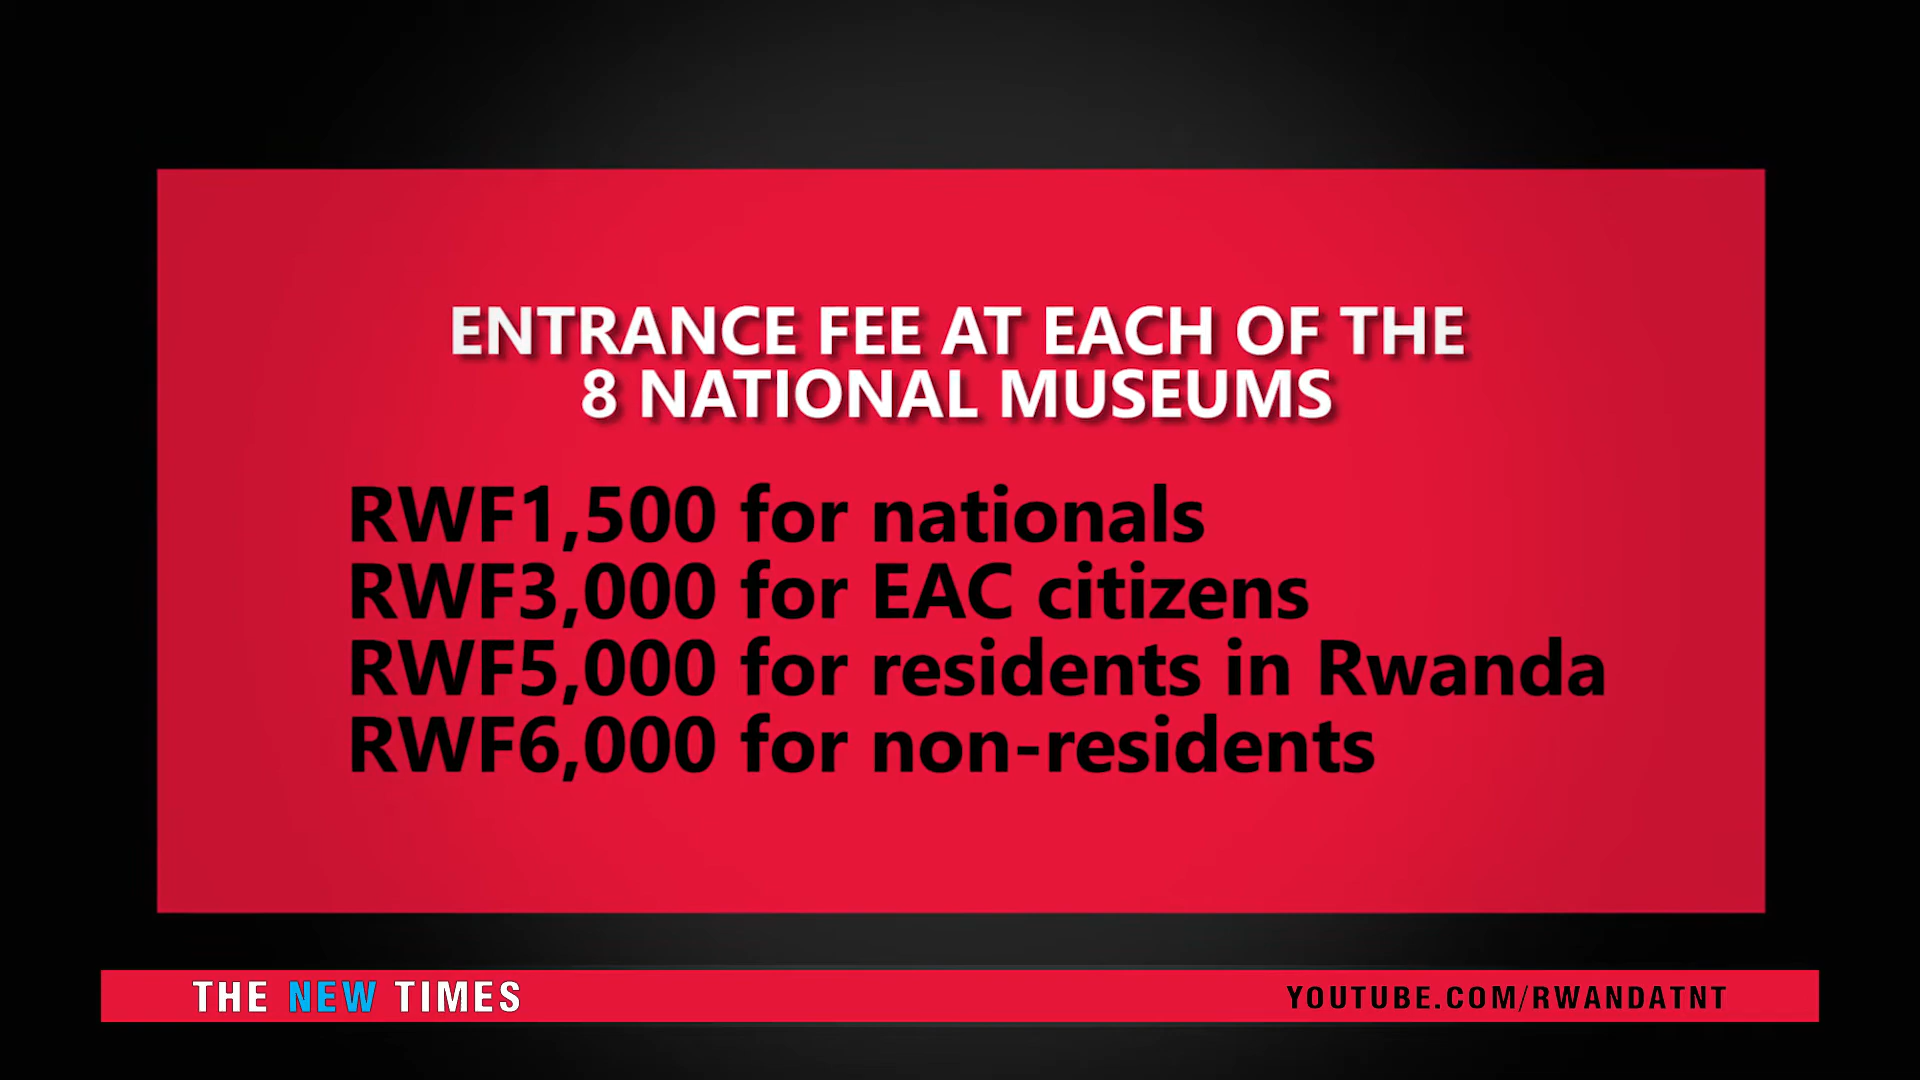 ENTRANCE FEE AT EACH OF THE
8 NATIONAL MUSEUMS
RWF1,500 for nationals
RWF3,000 for EAC citizens
RWF5,000 for residents in Rwanda
RWF6,000 for non-residents
THE NEW TIMES
YOUTUBE.COM/RWANDATNT